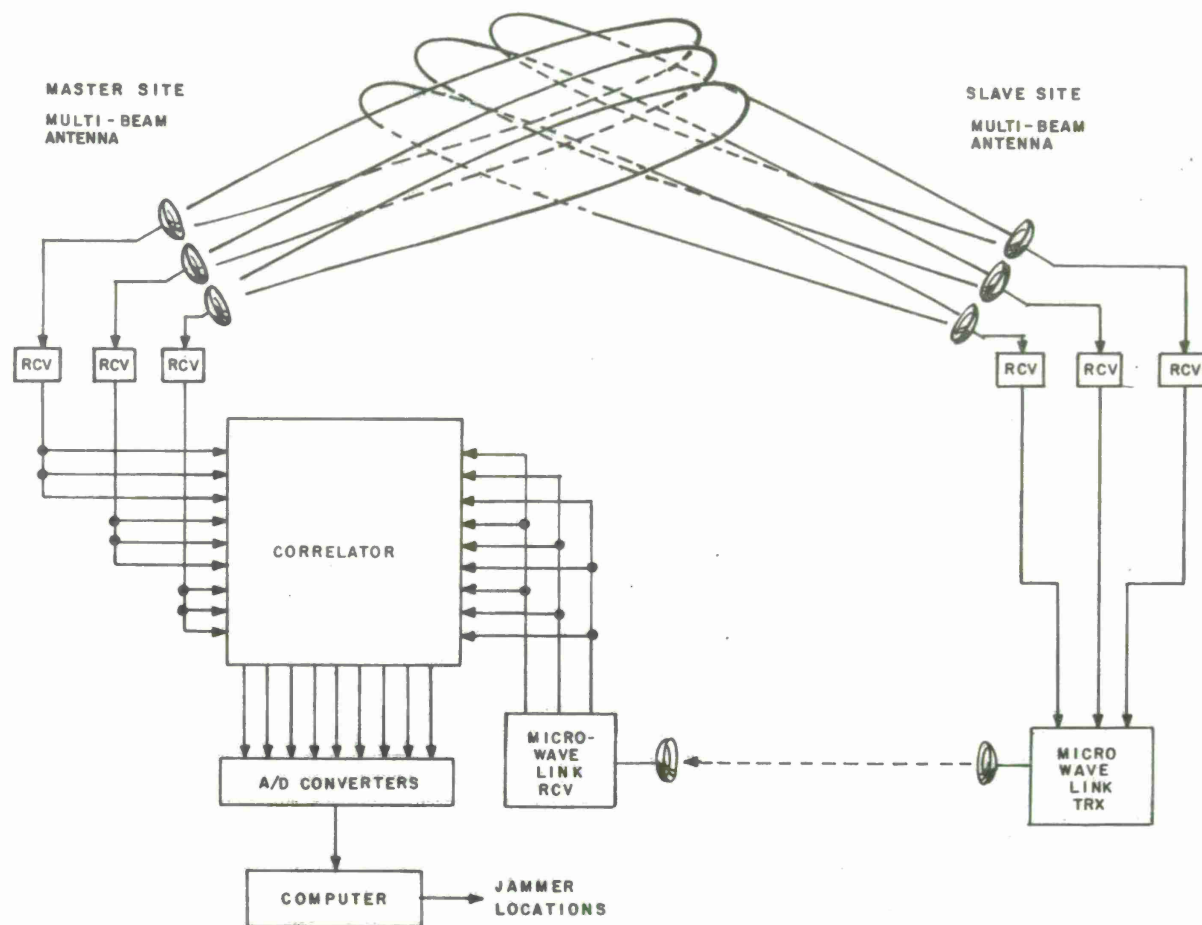 MASTER SITE
MULTI-BEAM
ANTENNA
SLAVE SITE
MULTI-BEAM
ANTENNA
RCV
RCV
RCV
RCV
RCV
RCV
CORRELATOR
MICRO-
WAVE
LINK
RCV
MICRO
WAVE
LINK
TRX
A/D CONVERTERS
COMPUTER
JAMMER
LOCATIONS